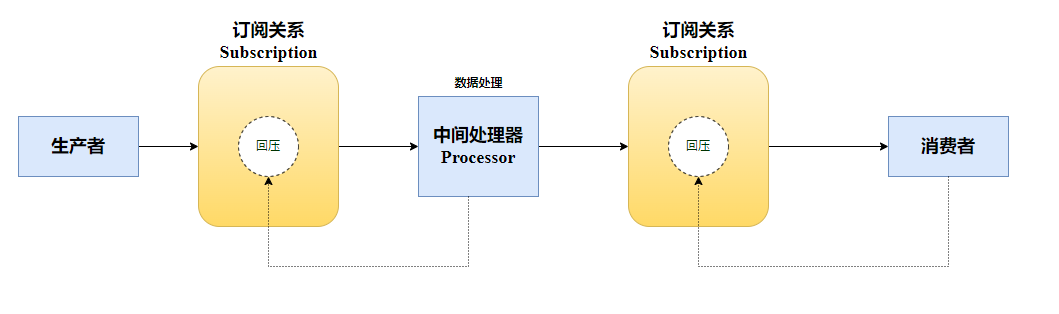 订阅关系
Subscription
订阅关系
Subscription
数据处理
生产者
回压
中间处理器
Processor
回压
消费者